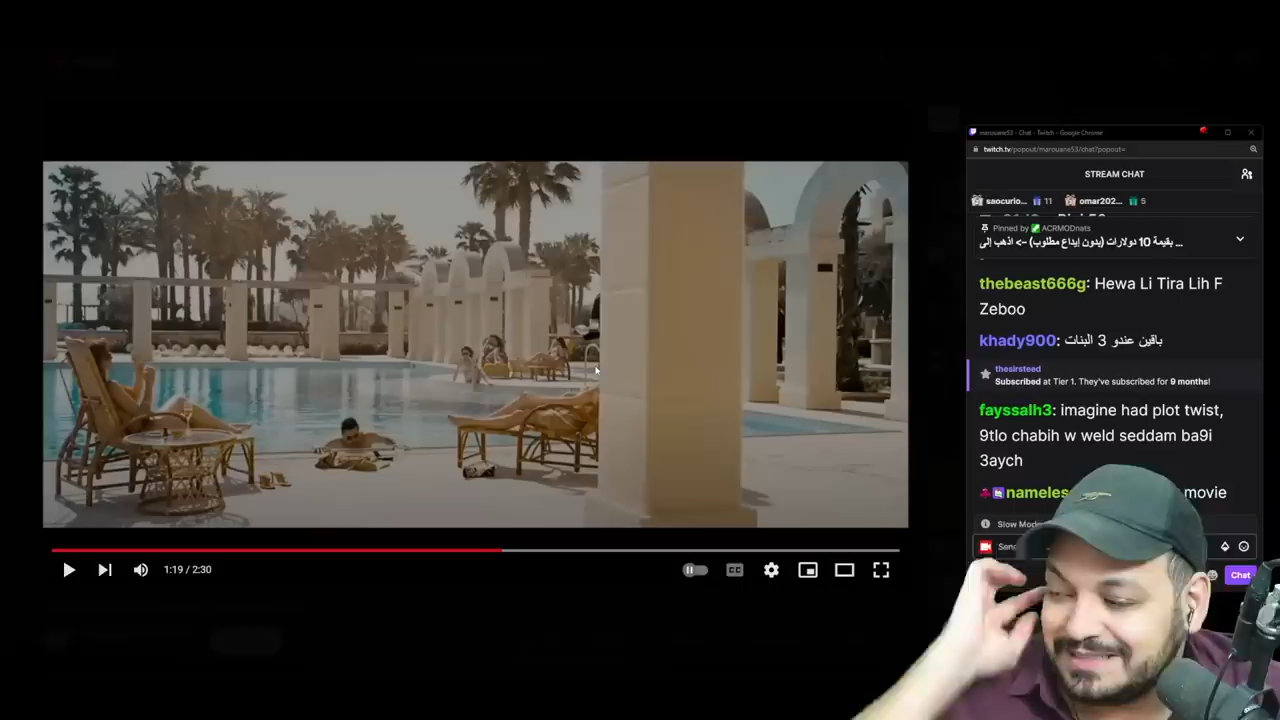 marouane53 - Chat - Twitch - Google Chrome
twitch.tv/popout/marouane53/chat?popout=
STREAM CHAT
saocurio... 11 omar202... 5
Pinned by ACRMODnats
بقيمة 10 دولارات (بدون إيداع مطلوب) -> اذهب إلى ...
thebeast666g: Hewa Li Tira Lih F
Zeboo
khady900: باقين عندو 3 البنات
thesirsteed
Subscribed at Tier 1. They've subscribed for 9 months!
fayssalh3: imagine had plot twist,
9tlo chabih w weld seddam ba9i
3aych
movie
Slow
Chat
1:19 / 2:30
CC